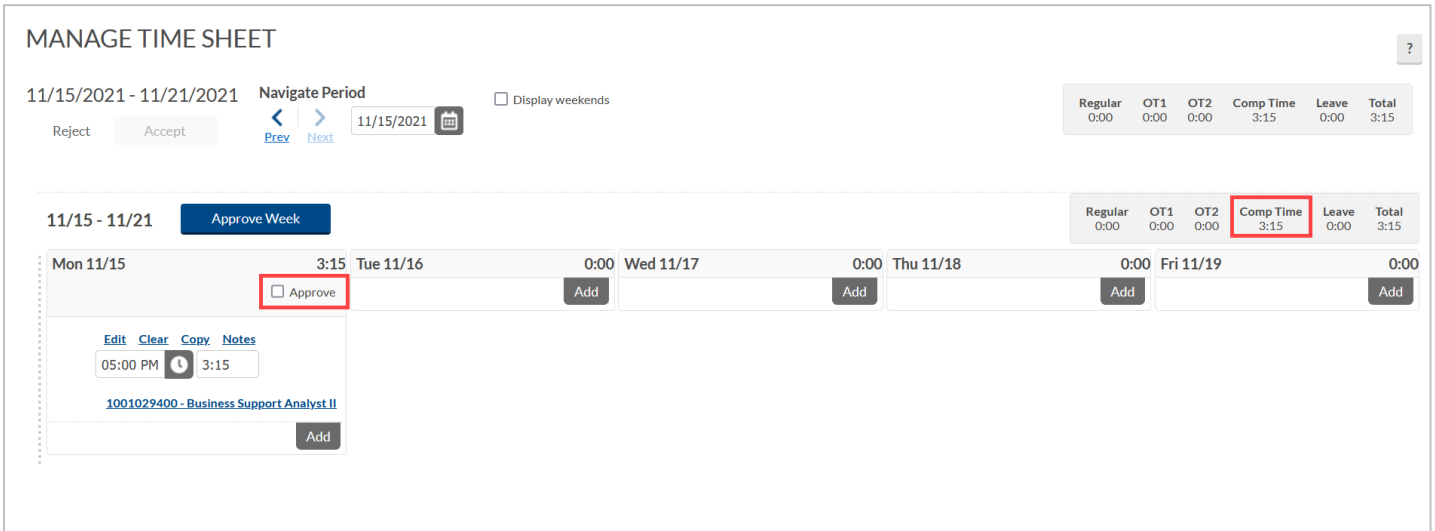 MANAGE TIME SHEET
?
11/15/2021 - 11/21/2021
Navigate Period
Display weekends
Regular OT1 OT2 Comp Time Leave Total
0:00 0:00 0:00 3:15 0:00 3:15
Reject Accept
11/15/2021
Prev Next
11/15 - 11/21
Approve Week
Regular OT1 OT2 Comp Time Leave Total
0:00 0:00 0:00 3:15 0:00 3:15
Mon 11/15 3:15 Tue 11/16 0:00 Wed 11/17 0:00 Thu 11/18 0:00 Fri 11/19 0:00
Approve Add Add Add Add
Edit Clear Copy Notes
05:00 PM 3:15
1001029400 - Business Support Analyst II
Add